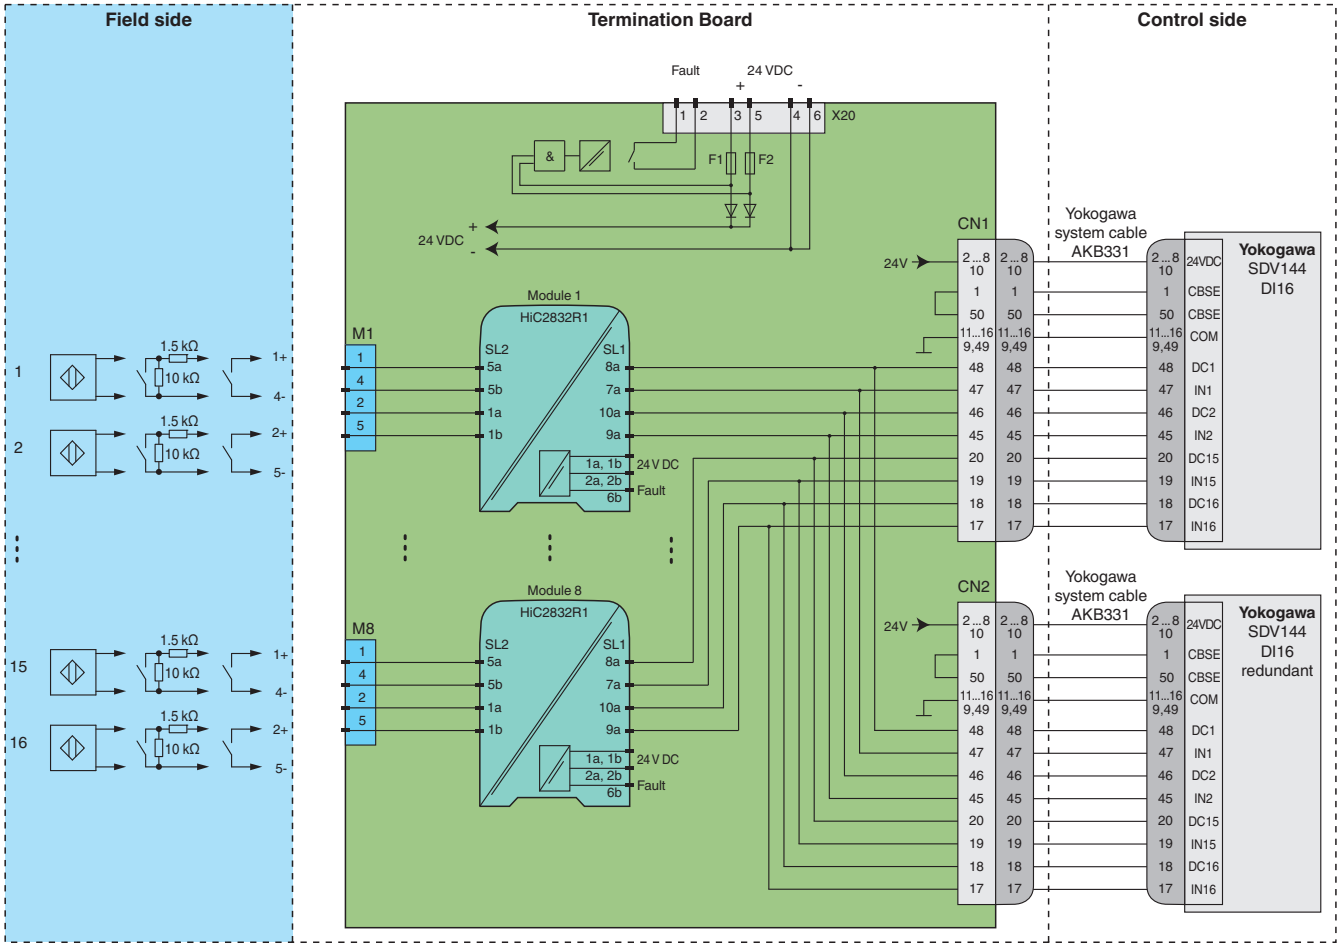 Field side
Termination Board
Control side
Fault
24 VDC
+ -
1 2 3 5 4 6 X20
& F1 F2
+
24 VDC
-
CN1
Yokogawa
system cable
AKB331
Yokogawa
SDV144
DI16
24V
2...8 10 2...8 10 2...8 10 24VDC
1 1 1 CBSE
50 50 50 CBSE
11...16 9,49 11...16 9,49 11...16 9,49 COM
48 48 48 DC1
47 47 47 IN1
46 46 46 DC2
45 45 45 IN2
20 20 20 DC15
19 19 19 IN15
18 18 18 DC16
17 17 17 IN16
Module 1
HiC2832R1
M1
SL2 SL1
1 5a 8a
4 5b 7a
2 1a 10a
5 1b 9a
1a, 1b 24 V DC
2a, 2b
6b Fault
1
1.5 kΩ
10 kΩ
1+
4-
2
1.5 kΩ
10 kΩ
2+
5-
CN2
Yokogawa
system cable
AKB331
Yokogawa
SDV144
DI16
redundant
24V
2...8 10 2...8 10 2...8 10 24VDC
1 1 1 CBSE
50 50 50 CBSE
11...16 9,49 11...16 9,49 11...16 9,49 COM
48 48 48 DC1
47 47 47 IN1
46 46 46 DC2
45 45 45 IN2
20 20 20 DC15
19 19 19 IN15
18 18 18 DC16
17 17 17 IN16
Module 8
HiC2832R1
M8
SL2 SL1
1 5a 8a
4 5b 7a
2 1a 10a
5 1b 9a
1a, 1b 24 V DC
2a, 2b
6b Fault
15
1.5 kΩ
10 kΩ
1+
4-
16
1.5 kΩ
10 kΩ
2+
5-